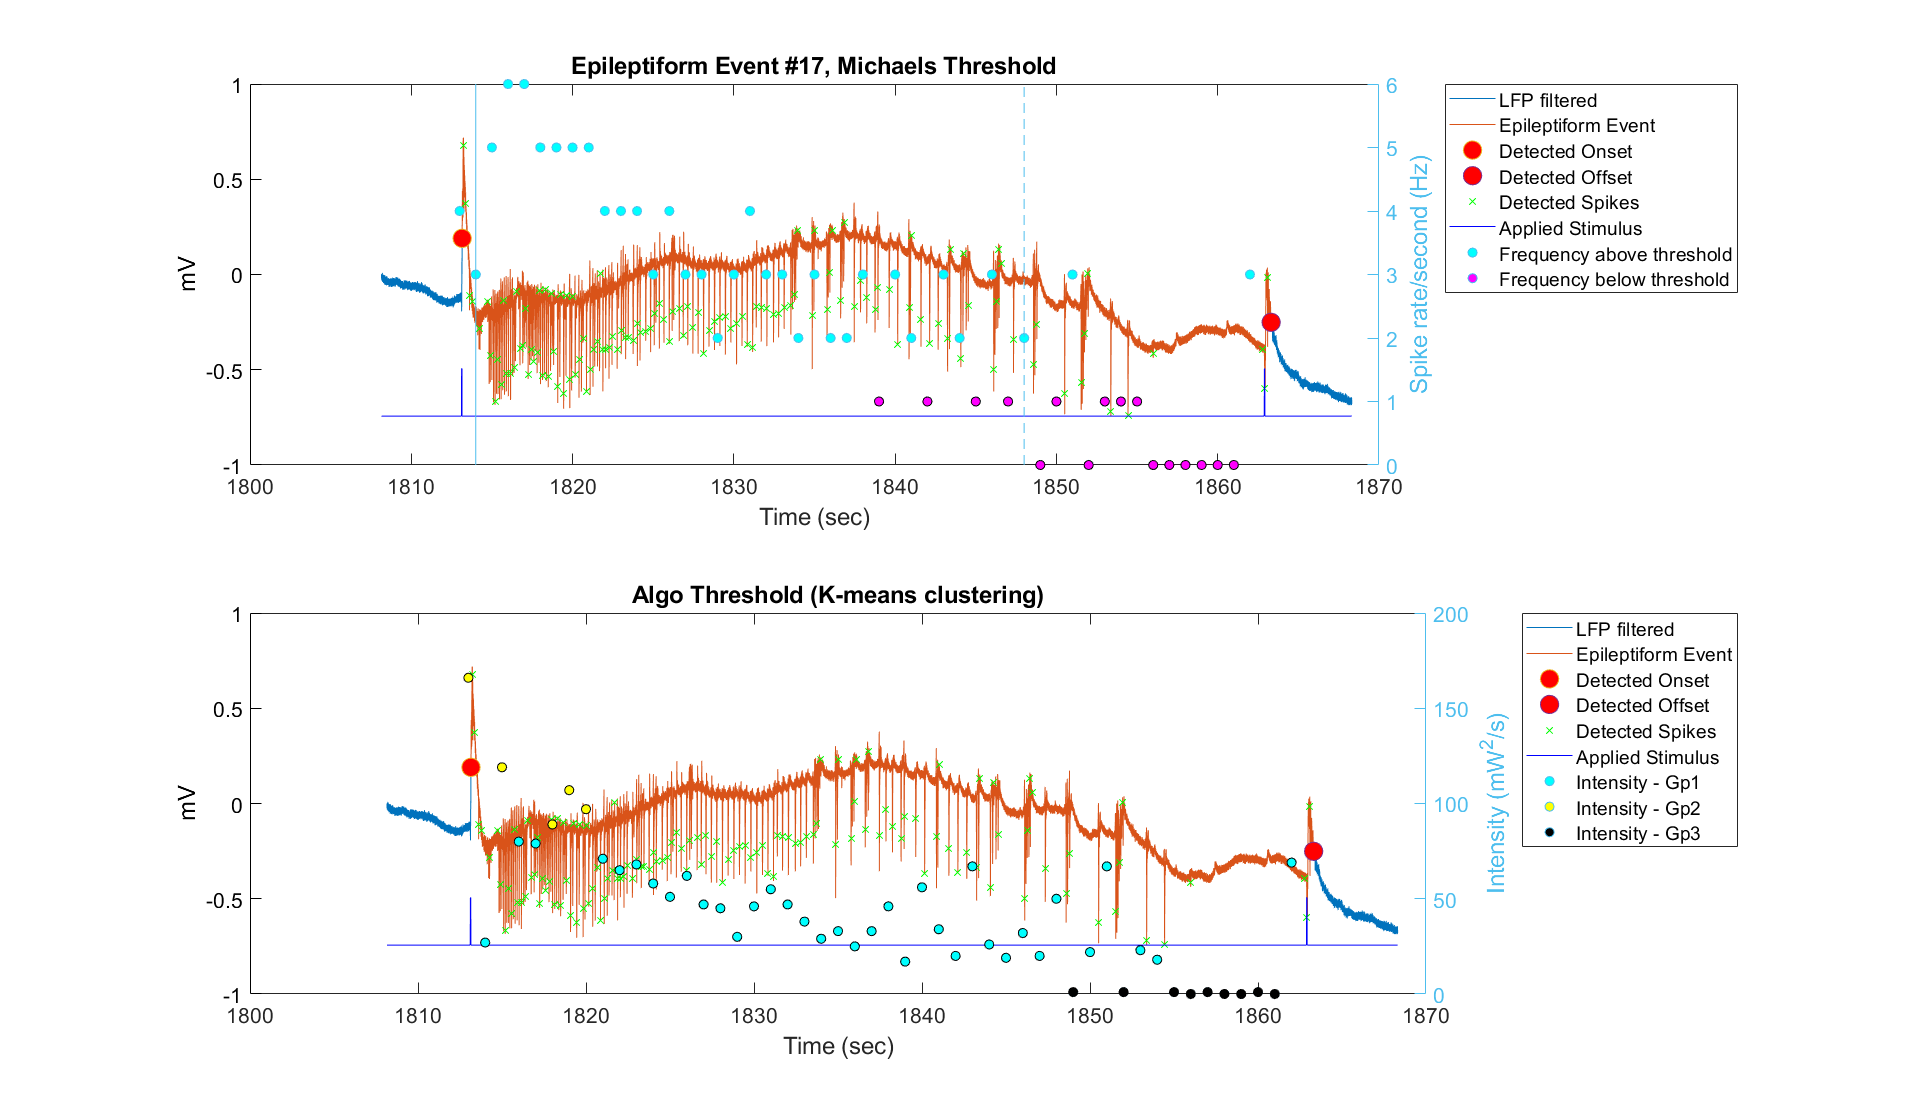 Epileptiform Event #17, Michaels Threshold
1
0.5
0
-0.5
-1
mV
1800
1810
1820
1830
1840
1850
1860
1870
Time (sec)
6
5
4
3
2
1
0
Spike rate/second (Hz)
LFP filtered
Epileptiform Event
Detected Onset
Detected Offset
Detected Spikes
Applied Stimulus
Frequency above threshold
Frequency below threshold
Algo Threshold (K-means clustering)
1
0.5
0
-0.5
-1
mV
1800
1810
1820
1830
1840
1850
1860
1870
Time (sec)
200
150
100
50
0
Intensity (mW²/s)
LFP filtered
Epileptiform Event
Detected Onset
Detected Offset
Detected Spikes
Applied Stimulus
Intensity - Gp1
Intensity - Gp2
Intensity - Gp3